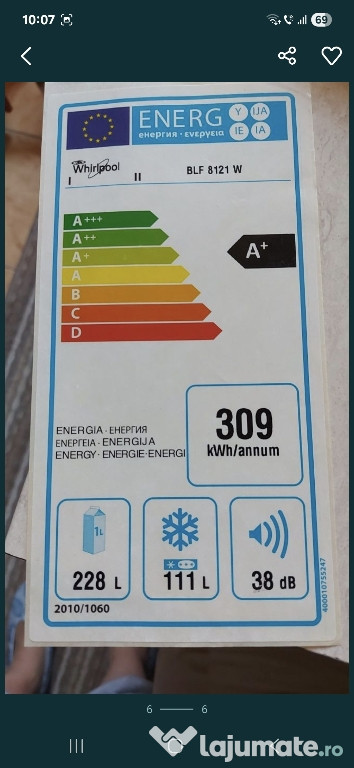 10:07
69
ENERG
Y IJA
IE IA
енергия · ενεργεια
Whirlpool
I II
BLF 8121 W
A+++
A++
A+
A
B
C
D
A+
309
kWh/annum
ENERGIA · ЕНЕРГИЯ
ΕΝΕΡΓΕΙΑ · ENERGIJA
ENERGY · ENERGIE · ENERGI
1L
228 L
111 L
38 dB
2010/1060
400010755247
6 6
lajumate.ro